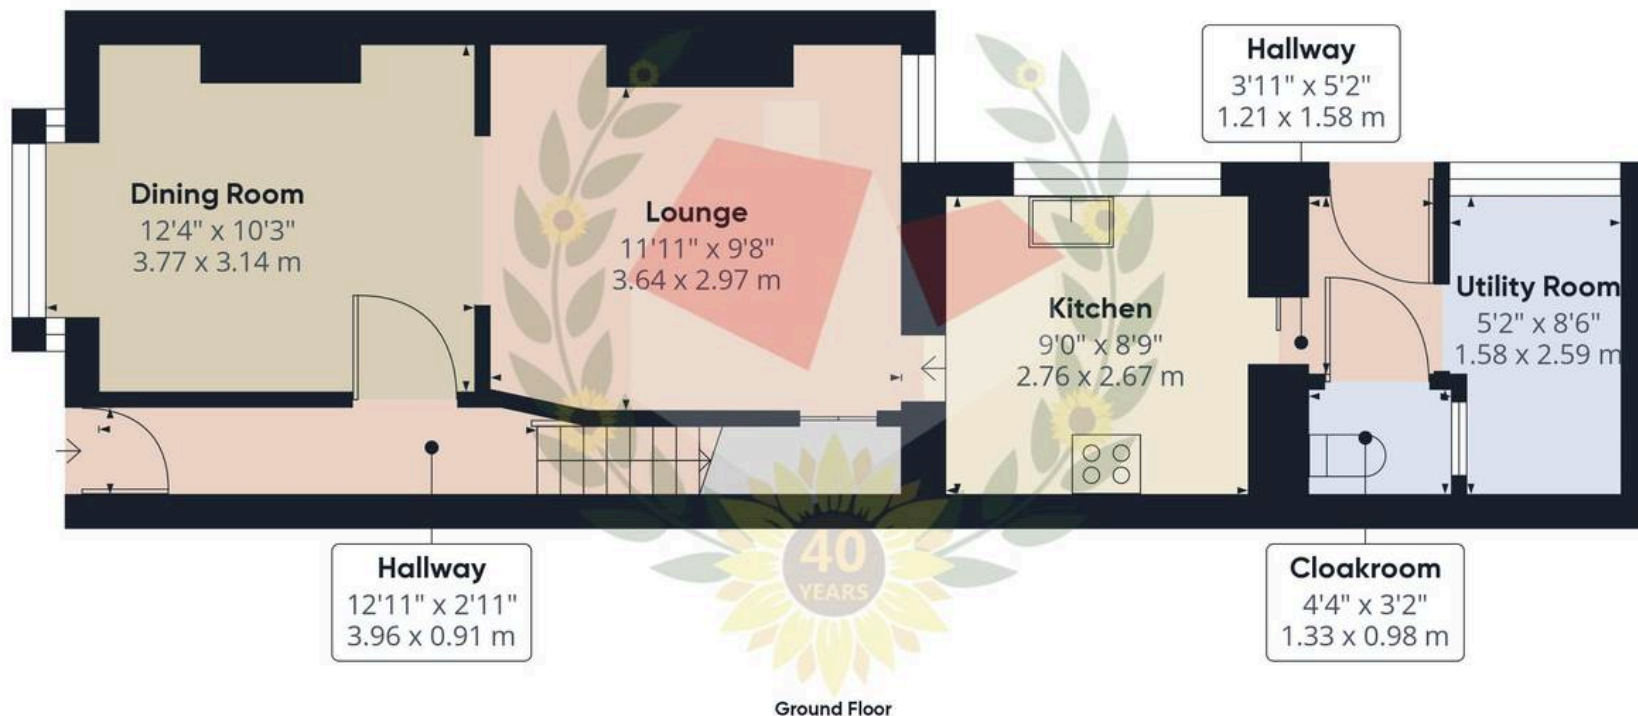 Hallway
3'11" x 5'2"
1.21 x 1.58 m
Dining Room
12'4" x 10'3"
3.77 x 3.14 m
Lounge
11'11" x 9'8"
3.64 x 2.97 m
Kitchen
9'0" x 8'9"
2.76 x 2.67 m
Utility Room
5'2" x 8'6"
1.58 x 2.59 m
Hallway
12'11" x 2'11"
3.96 x 0.91 m
40
YEARS
Cloakroom
4'4" x 3'2"
1.33 x 0.98 m
Ground Floor